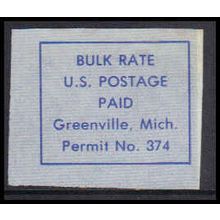 BULK RATE
U.S. POSTAGE
PAID
Greenville, Mich.
Permit No. 374